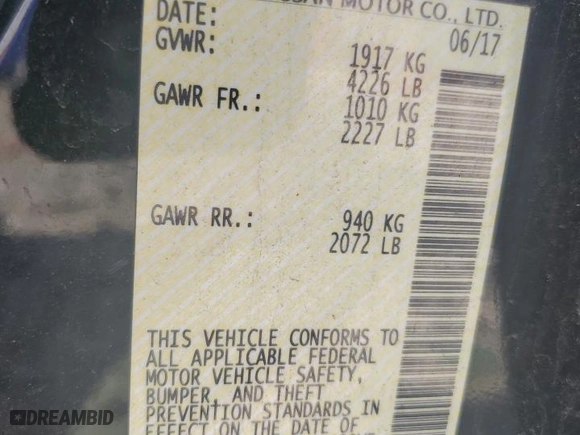 MOTOR CO., LTD.
DATE: 06/17
GVWR: 1917 KG
4226 LB
GAWR FR.: 1010 KG
2227 LB
GAWR RR.: 940 KG
2072 LB
THIS VEHICLE CONFORMS TO
ALL APPLICABLE FEDERAL
MOTOR VEHICLE SAFETY,
BUMPER, AND THEFT
PREVENTION STANDARDS IN
EFFECT ON THE DATE OF
DREAMBID